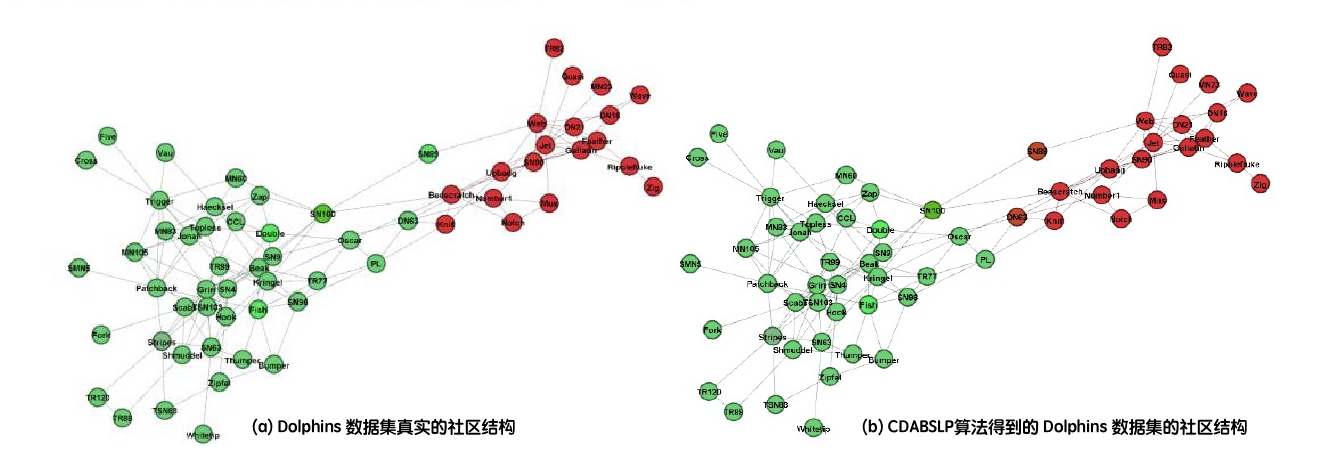 TR82
Quasi
MN23
Wave
DN16
Web
DN21
Feather
Jet
Gallatin
SN90
Ripplefluke
Upbang
Zig
Beescratch
Number1
Mus
Knit
Notch
SN89
DN63
Oscar
PL
SN100
Five
Cross
Vau
MN60
Zap
Trigger
Haecksel
CCL
Topless
Double
MN83
Jonah
MN105
SN9
SMN5
TR99
Beak
Kringel
TR77
Patchback
Grin
SN4
Scabs
TSN103
Hook
Fish
SN96
Fork
Stripes
Shmuddel
SN63
Thumper
Bumper
Zipfel
TR120
TR88
TSN83
Whitetip
(a) Dolphins 数据集真实的社区结构
TR82
Quasi
MN23
Wave
DN16
Web
DN21
Feather
Jet
Gallatin
SN90
Ripplefluke
Upbang
Zig
Beescratch
Number1
Mus
Knit
Notch
SN89
DN63
Oscar
PL
SN100
Five
Cross
Vau
MN60
Zap
Trigger
Haecksel
CCL
Topless
Double
MN83
Jonah
MN105
SN9
SMN5
TR99
Beak
Kringel
TR77
Patchback
Grin
SN4
Scabs
TSN103
Hook
Fish
SN96
Fork
Stripes
Shmuddel
SN63
Thumper
Bumper
Zipfel
TR120
TR88
TSN83
Whitetip
(b) CDABSLP算法得到的 Dolphins 数据集的社区结构